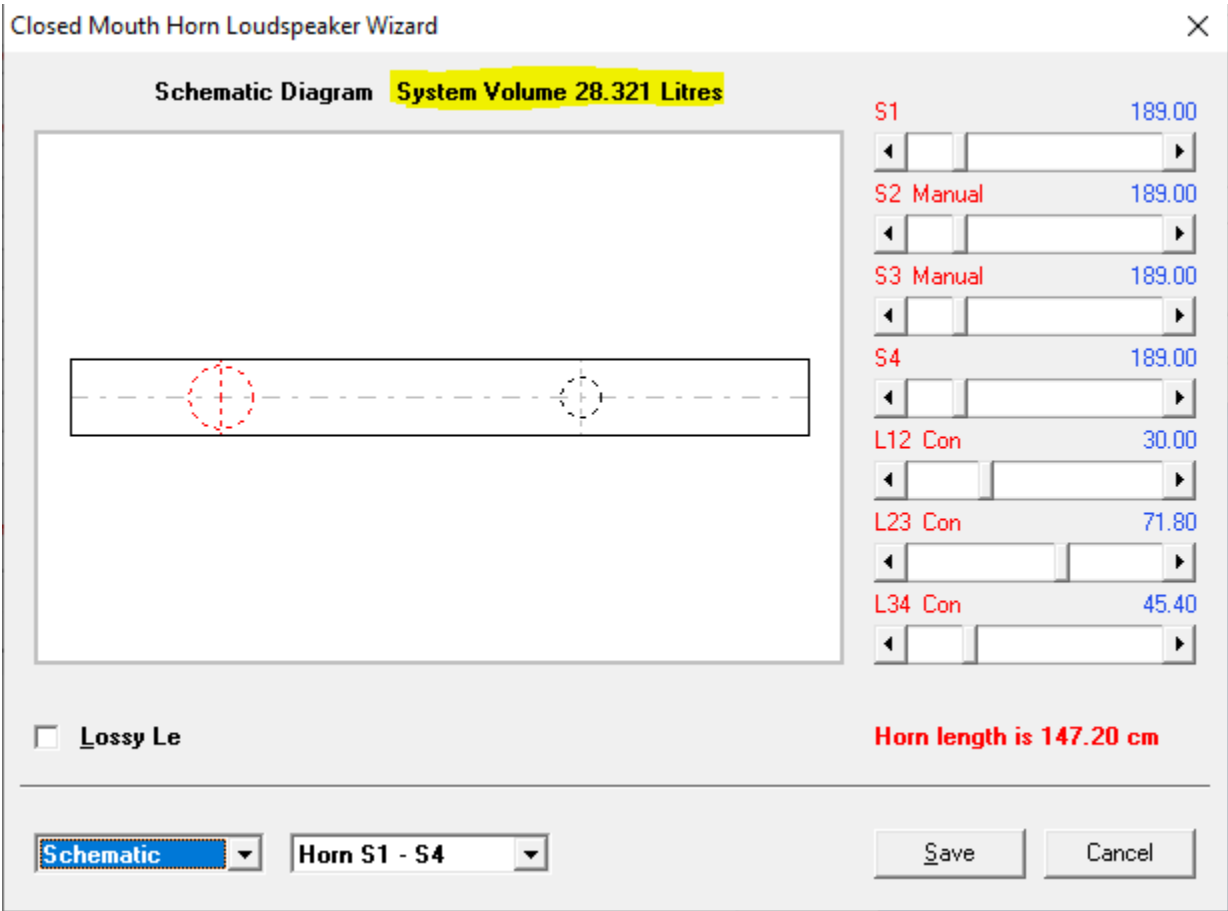 Closed Mouth Horn Loudspeaker Wizard
Schematic Diagram System Volume 28.321 Litres
S1 189.00
S2 Manual 189.00
S3 Manual 189.00
S4 189.00
L12 Con 30.00
L23 Con 71.80
L34 Con 45.40
Lossy Le
Horn length is 147.20 cm
Schematic
Horn S1 - S4
Save
Cancel